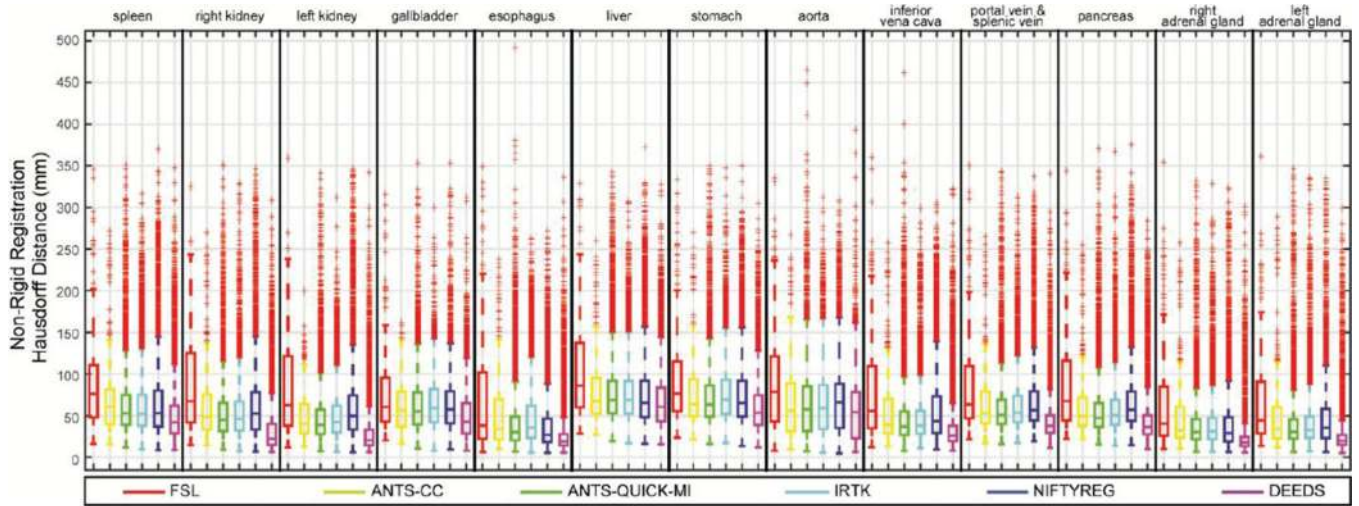 spleen right kidney left kidney gallbladder esophagus liver stomach aorta inferior vena cava portal vein & splenic vein pancreas right adrenal gland left adrenal gland
500
450
400
350
300
250
200
150
100
50
0
Non-Rigid Registration
Hausdorff Distance (mm)
FSL ANTS-CC ANTS-QUICK-MI IRTK NIFTYREG DEEDS